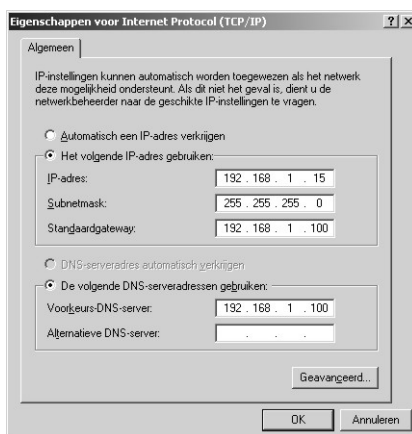 Eigenschappen voor Internet Protocol (TCP/IP)
Algemeen
IP-instellingen kunnen automatisch worden toegewezen als het netwerk
deze mogelijkheid ondersteunt. Als dit niet het geval is, dient u de
netwerkbeheerder naar de geschikte IP-instellingen te vragen.
Automatisch een IP-adres verkrijgen
Het volgende IP-adres gebruiken:
IP-adres: 192 . 168 . 1 . 15
Subnetmask: 255 . 255 . 255 . 0
Standaardgateway: 192 . 168 . 1 . 100
DNS-serveradres automatisch verkrijgen
De volgende DNS-serveradressen gebruiken:
Voorkeurs-DNS-server: 192 . 168 . 1 . 100
Alternatieve DNS-server: . . .
Geavanceerd...
OK Annuleren